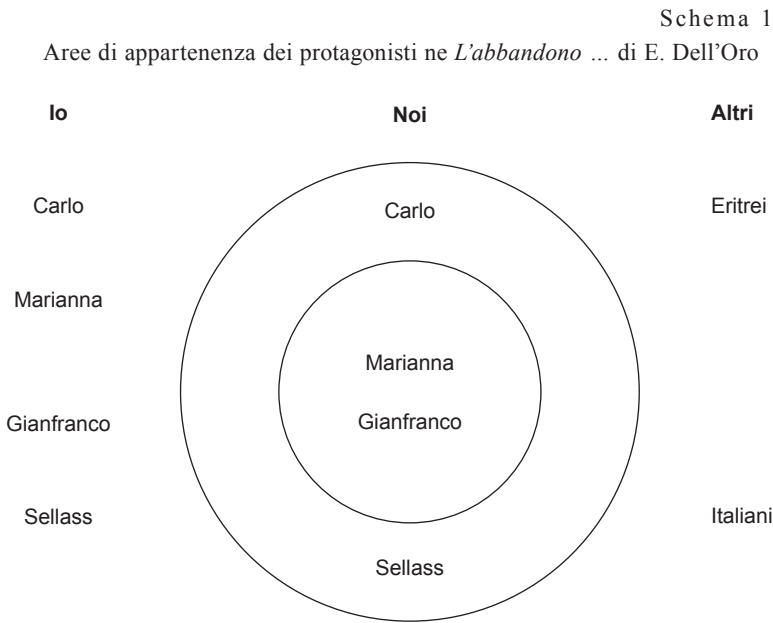 Schema 1
Aree di appartenenza dei protagonisti ne L'abbandono ... di E. Dell'Oro
Io Noi Altri
Carlo Carlo Eritrei
Marianna
Marianna
Gianfranco Gianfranco
Sellass Italiani
Sellass